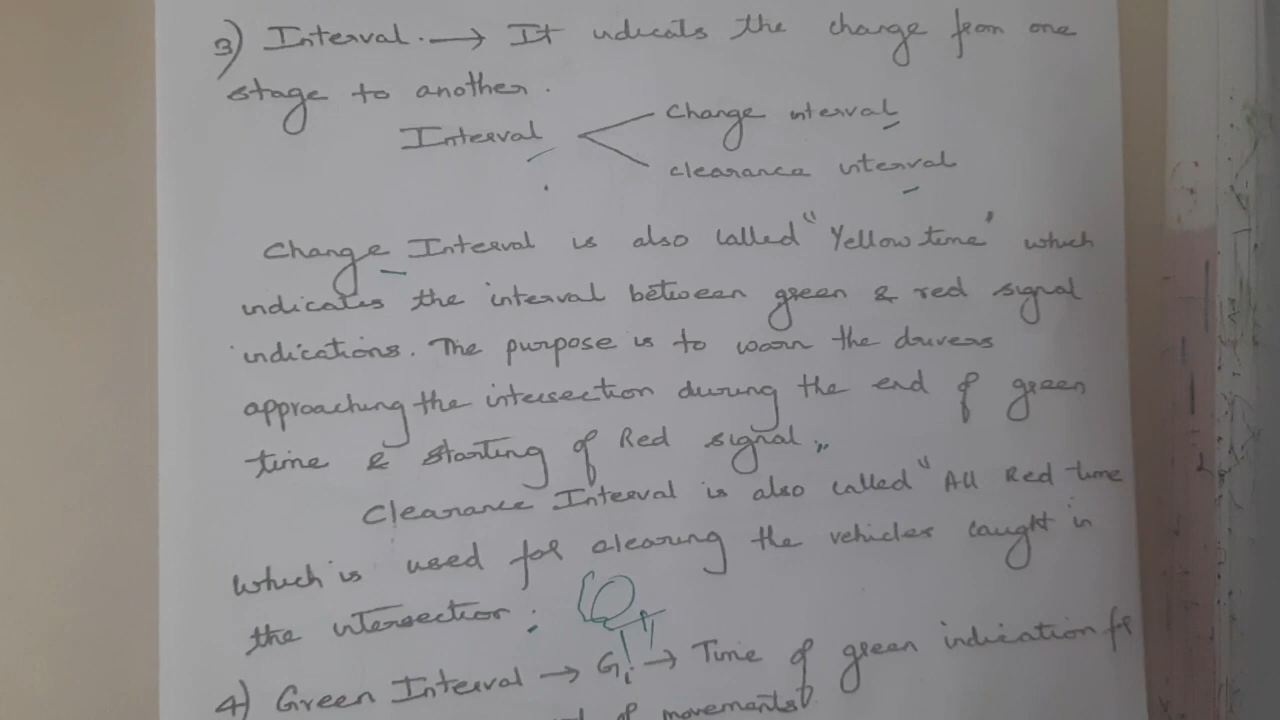 3) Interval. → It indicates the change from one
stage to another.
Interval
Change interval
clearance interval
Change Interval is also called "Yellow time' which
indicates the interval between green & red signal
indications. The purpose is to warn the drivers
approaching the intersection during the end of green
time & starting of Red signal.
Clearance Interval is also called "All Red time
which is used for clearing the vehicles caught in
the intersection;
4) Green Interval → Gi → Time of green indication for
of movements